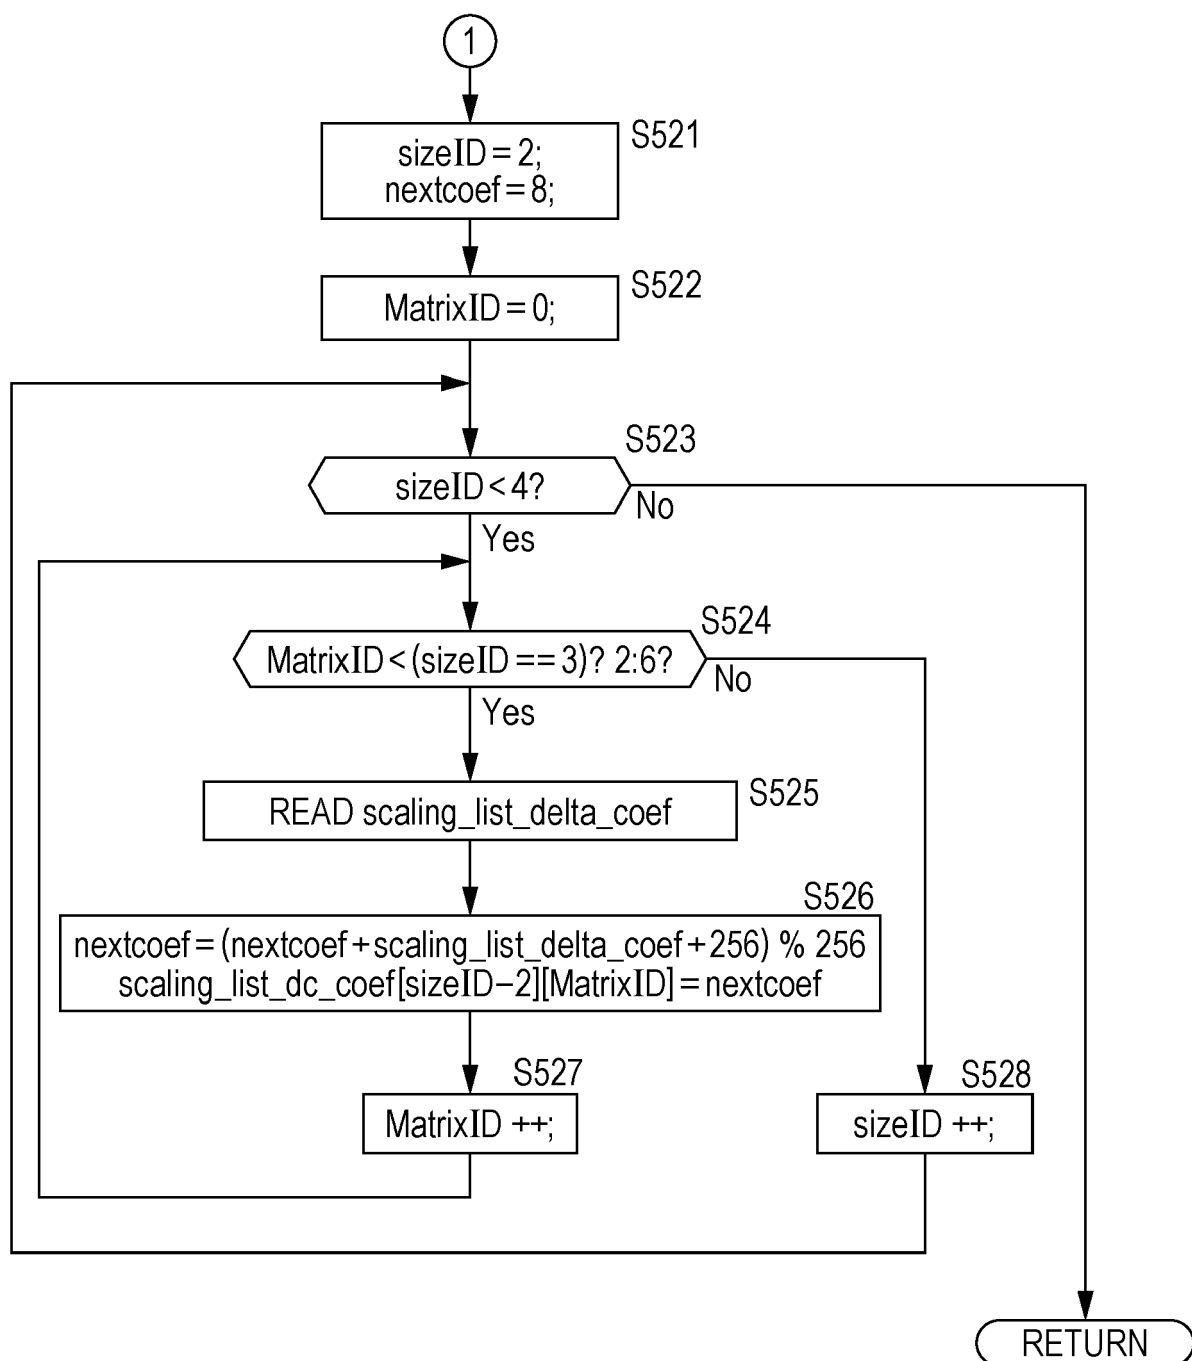 1
S521
sizeID=2;
nextcoef=8;
S522
MatrixID=0;
S523
sizeID<4?
No
Yes
S524
MatrixID<(sizeID==3)? 2:6?
No
Yes
S525
READ scaling_list_delta_coef
S526
nextcoef=(nextcoef+scaling_list_delta_coef+256) % 256
scaling_list_dc_coef[sizeID−2][MatrixID]=nextcoef
S527
MatrixID ++;
S528
sizeID ++;
RETURN